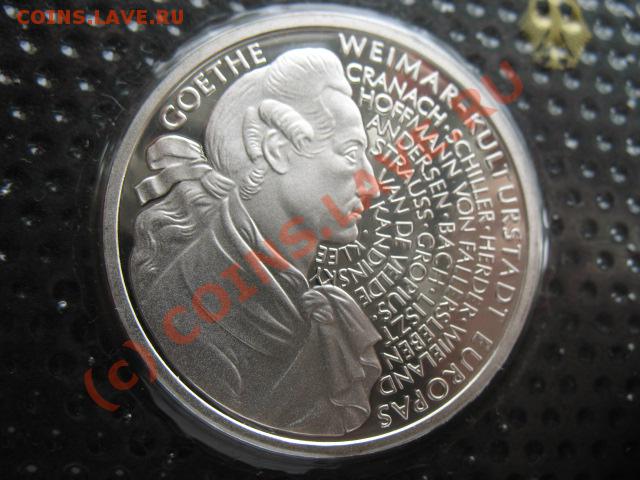 COINS.LAVE.RU
GOETHE WEIMAR-KULTURSTADT EUROPAS
CRANACH · SCHILLER · HERDER · WIELAND
HOFFMANN VON FALLERSLEBEN
ANDERSEN · BACH · LISZT
STRAUSS · GROPIUS
VAN DE VELDE
KANDINSKY
KLEE
(c) COINS.LAVE.RU